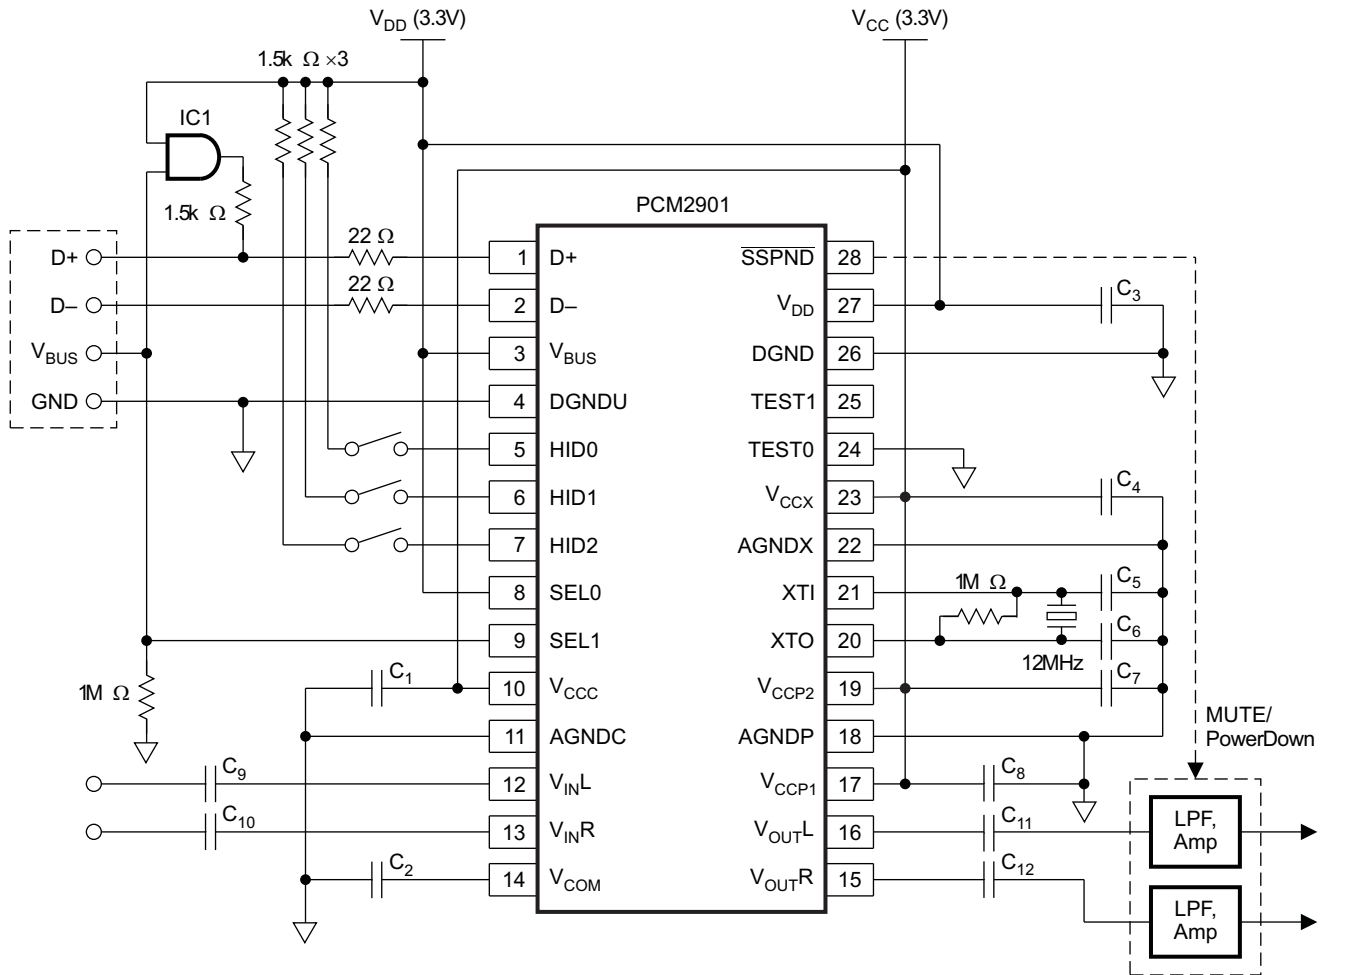 V_DD (3.3V)
V_CC (3.3V)
1.5k Ω ×3
IC1
1.5k Ω
PCM2901
D+
D–
V_BUS
GND
22 Ω
22 Ω
1 D+
2 D–
3 V_BUS
4 DGNDU
5 HID0
6 HID1
7 HID2
8 SEL0
9 SEL1
10 V_CCC
11 AGNDC
12 V_INL
13 V_INR
14 V_COM
SSPND 28
V_DD 27
DGND 26
TEST1 25
TEST0 24
V_CCX 23
AGNDX 22
XTI 21
XTO 20
V_CCP2 19
AGNDP 18
V_CCP1 17
V_OUTL 16
V_OUTR 15
1M Ω
C1
C9
C10
C2
C3
C4
1M Ω
C5
C6
12MHz
C7
C8
C11
C12
MUTE/
PowerDown
LPF,
Amp
LPF,
Amp